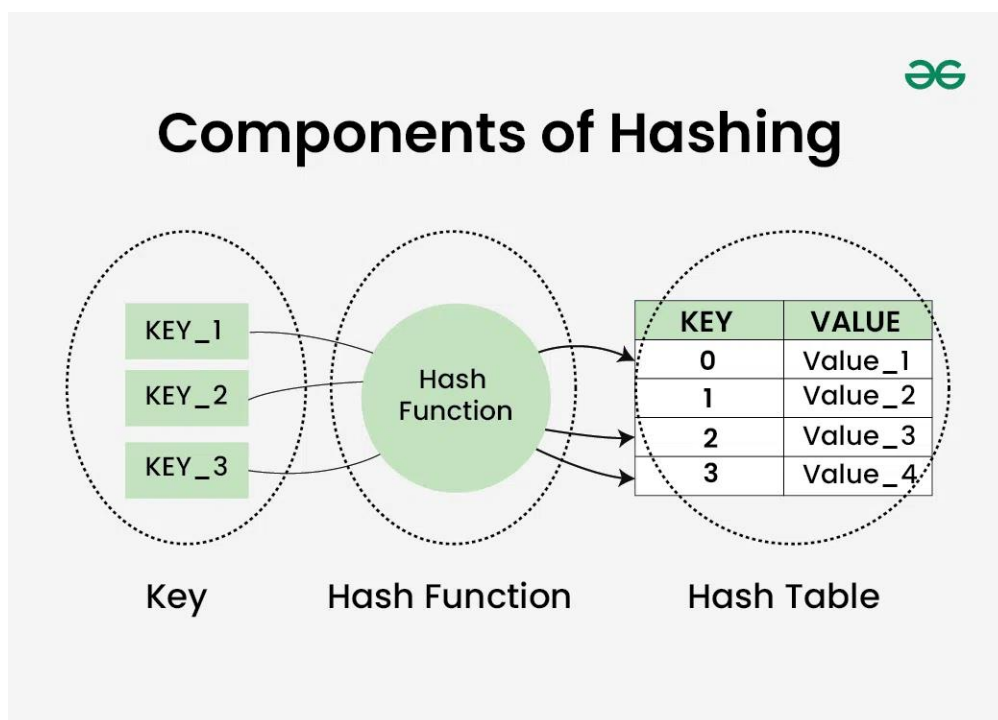 Components of Hashing
KEY_1
KEY_2
KEY_3
Hash
Function
KEY VALUE
0 Value_1
1 Value_2
2 Value_3
3 Value_4
Key
Hash Function
Hash Table